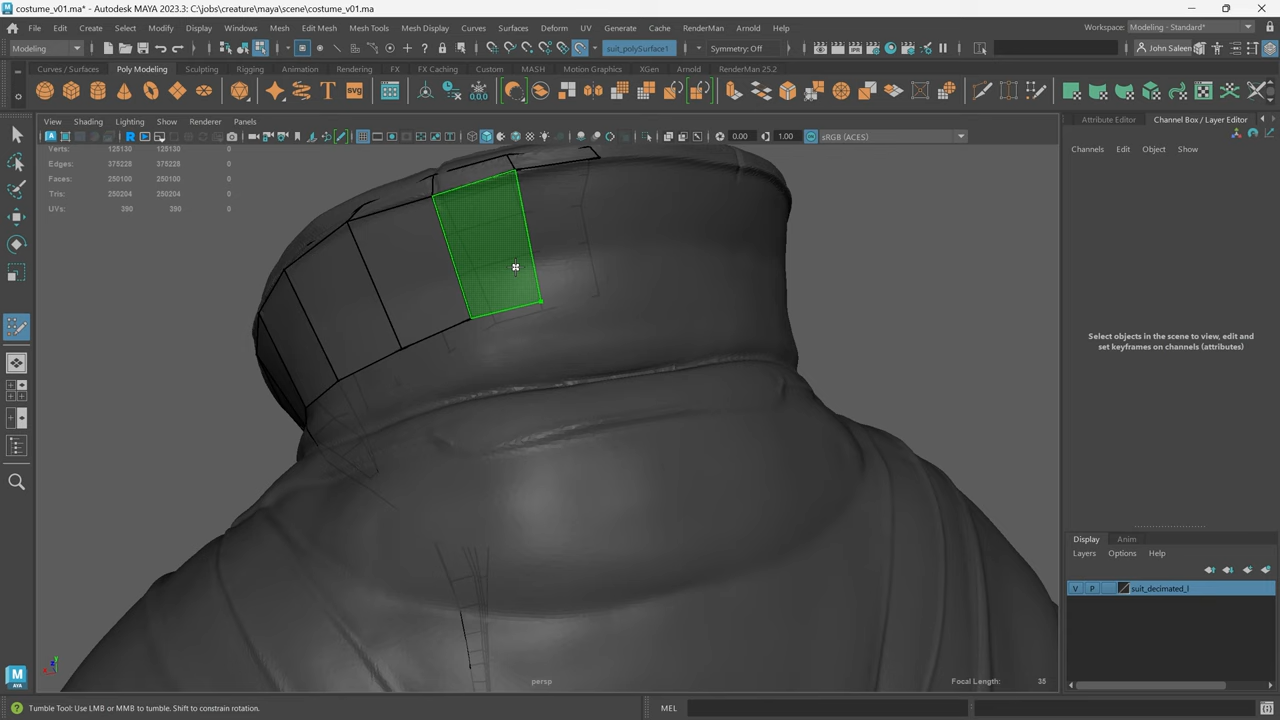 costume_v01.ma* - Autodesk MAYA 2023.3: C:\jobs\creature\maya\scene\costume_v01.ma
File Edit Create Select Modify Display Windows Mesh Edit Mesh Mesh Tools Mesh Display Curves Surfaces Deform UV Generate Cache RenderMan Arnold Help
Workspace: Modeling - Standard*
Modeling suit_polySurface1 Symmetry: Off John Saleen
Curves / Surfaces Poly Modeling Sculpting Rigging Animation Rendering FX FX Caching Custom MASH Motion Graphics XGen Arnold RenderMan 25.2
SVG
0,0,0
View Shading Lighting Show Renderer Panels
Attribute Editor Channel Box / Layer Editor
0.00 1.00 sRGB (ACES)
Channels Edit Object Show
Verts: 125130 125130 0
Edges: 375228 375228 0
Faces: 250100 250100 0
Tris: 250204 250204 0
UVs: 390 390 0
Select objects in the scene to view, edit and
set keyframes on channels (attributes)
Display Anim
Layers Options Help
V P suit_decimated_l
persp
Focal Length: 35
M
AYA
Tumble Tool: Use LMB or MMB to tumble. Shift to constrain rotation.
MEL